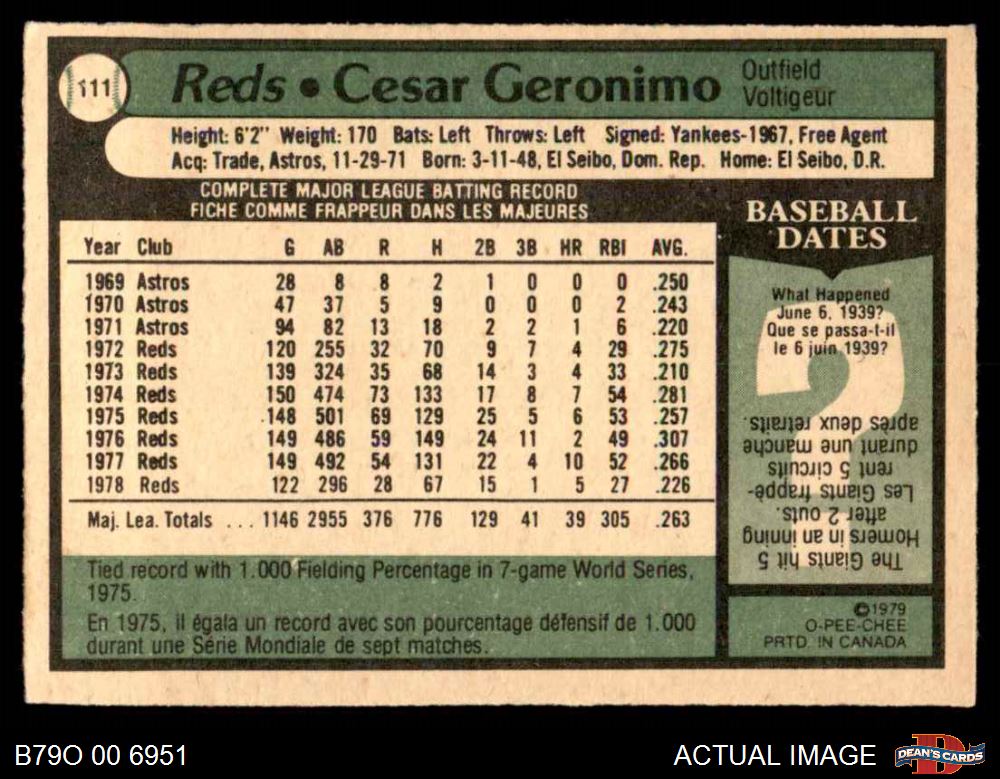 111
Reds • Cesar Geronimo
Outfield
Voltigeur
Height: 6'2" Weight: 170 Bats: Left Throws: Left Signed: Yankees-1967, Free Agent
Acq: Trade, Astros, 11-29-71 Born: 3-11-48, El Seibo, Dom. Rep. Home: El Seibo, D.R.
COMPLETE MAJOR LEAGUE BATTING RECORD
FICHE COMME FRAPPEUR DANS LES MAJEURES
Year Club G AB R H 2B 3B HR RBI AVG.
1969 Astros 28 8 8 2 1 0 0 0 .250
1970 Astros 47 37 5 9 0 0 0 2 .243
1971 Astros 94 82 13 18 2 2 1 6 .220
1972 Reds 120 255 32 70 9 7 4 29 .275
1973 Reds 139 324 35 68 14 3 4 33 .210
1974 Reds 150 474 73 133 17 8 7 54 .281
1975 Reds 148 501 69 129 25 5 6 53 .257
1976 Reds 149 486 59 149 24 11 2 49 .307
1977 Reds 149 492 54 131 22 4 10 52 .266
1978 Reds 122 296 28 67 15 1 5 27 .226
Maj. Lea. Totals ... 1146 2955 376 776 129 41 39 305 .263
Tied record with 1.000 Fielding Percentage in 7-game World Series,
1975.
En 1975, il égala un record avec son pourcentage défensif de 1.000
durant une Série Mondiale de sept matches.
BASEBALL
DATES
What Happened
June 6, 1939?
Que se passa-t-il
le 6 juin 1939?
The Giants hit 5
Homers in an inning
after 2 outs.
Les Giants frappè-
rent 5 circuits
durant une manche
après deux retraits.
©1979
O-PEE-CHEE
PRTD IN CANADA
B79O 00 6951
ACTUAL IMAGE
DEAN'S CARDS